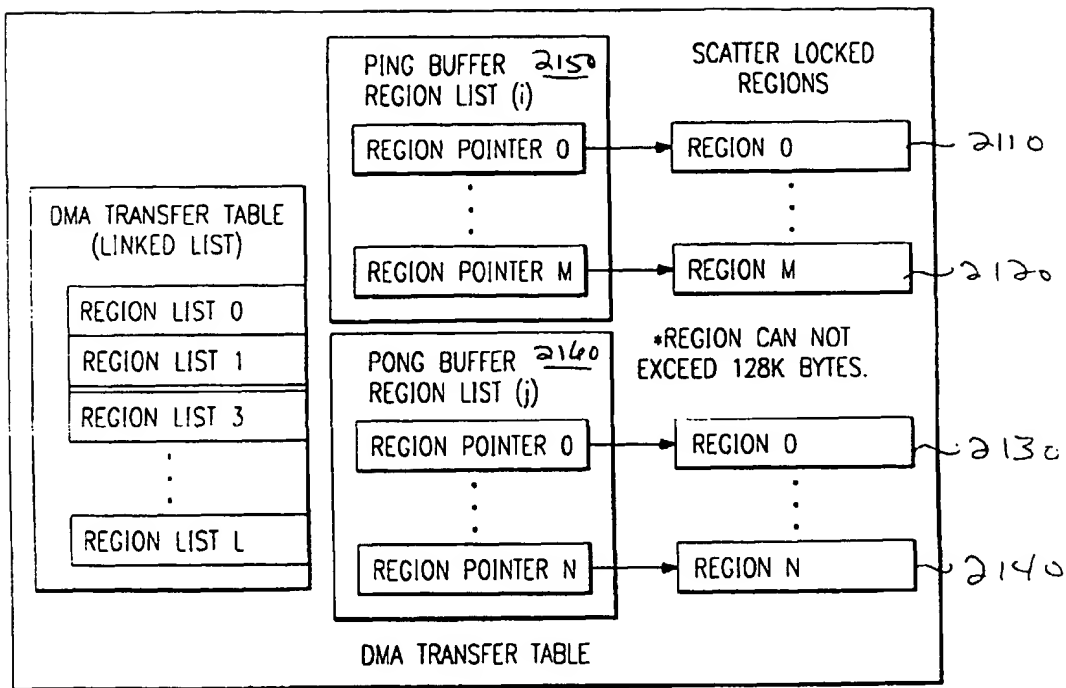 DMA TRANSFER TABLE
(LINKED LIST)
REGION LIST 0
REGION LIST 1
REGION LIST 3
REGION LIST L
PING BUFFER 2150
REGION LIST (i)
REGION POINTER 0
REGION POINTER M
PONG BUFFER 2160
REGION LIST (j)
REGION POINTER 0
REGION POINTER N
SCATTER LOCKED
REGIONS
REGION 0
2110
REGION M
2120
*REGION CAN NOT
EXCEED 128K BYTES.
REGION 0
2130
REGION N
2140
DMA TRANSFER TABLE